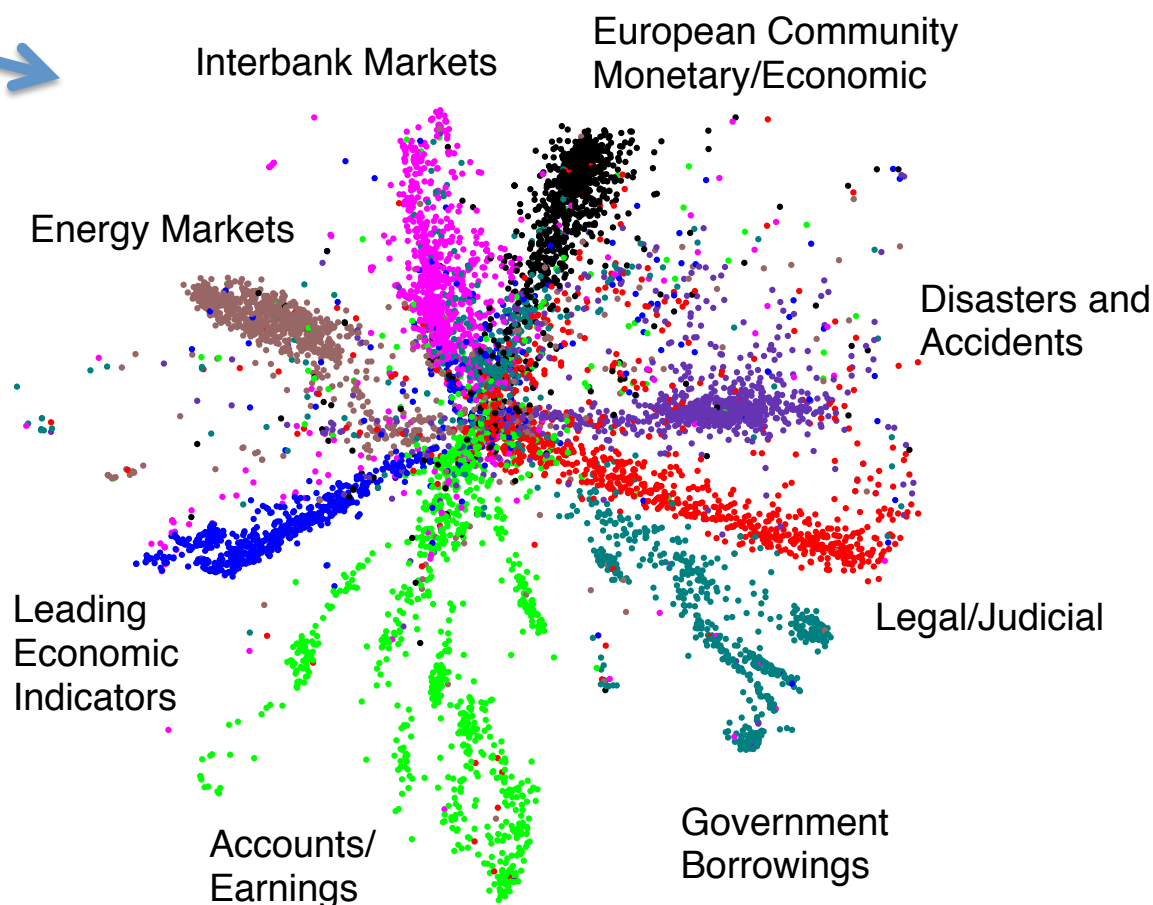 European Community
Monetary/Economic
Interbank Markets
Energy Markets
Disasters and
Accidents
Leading
Economic
Indicators
Legal/Judicial
Government
Borrowings
Accounts/
Earnings